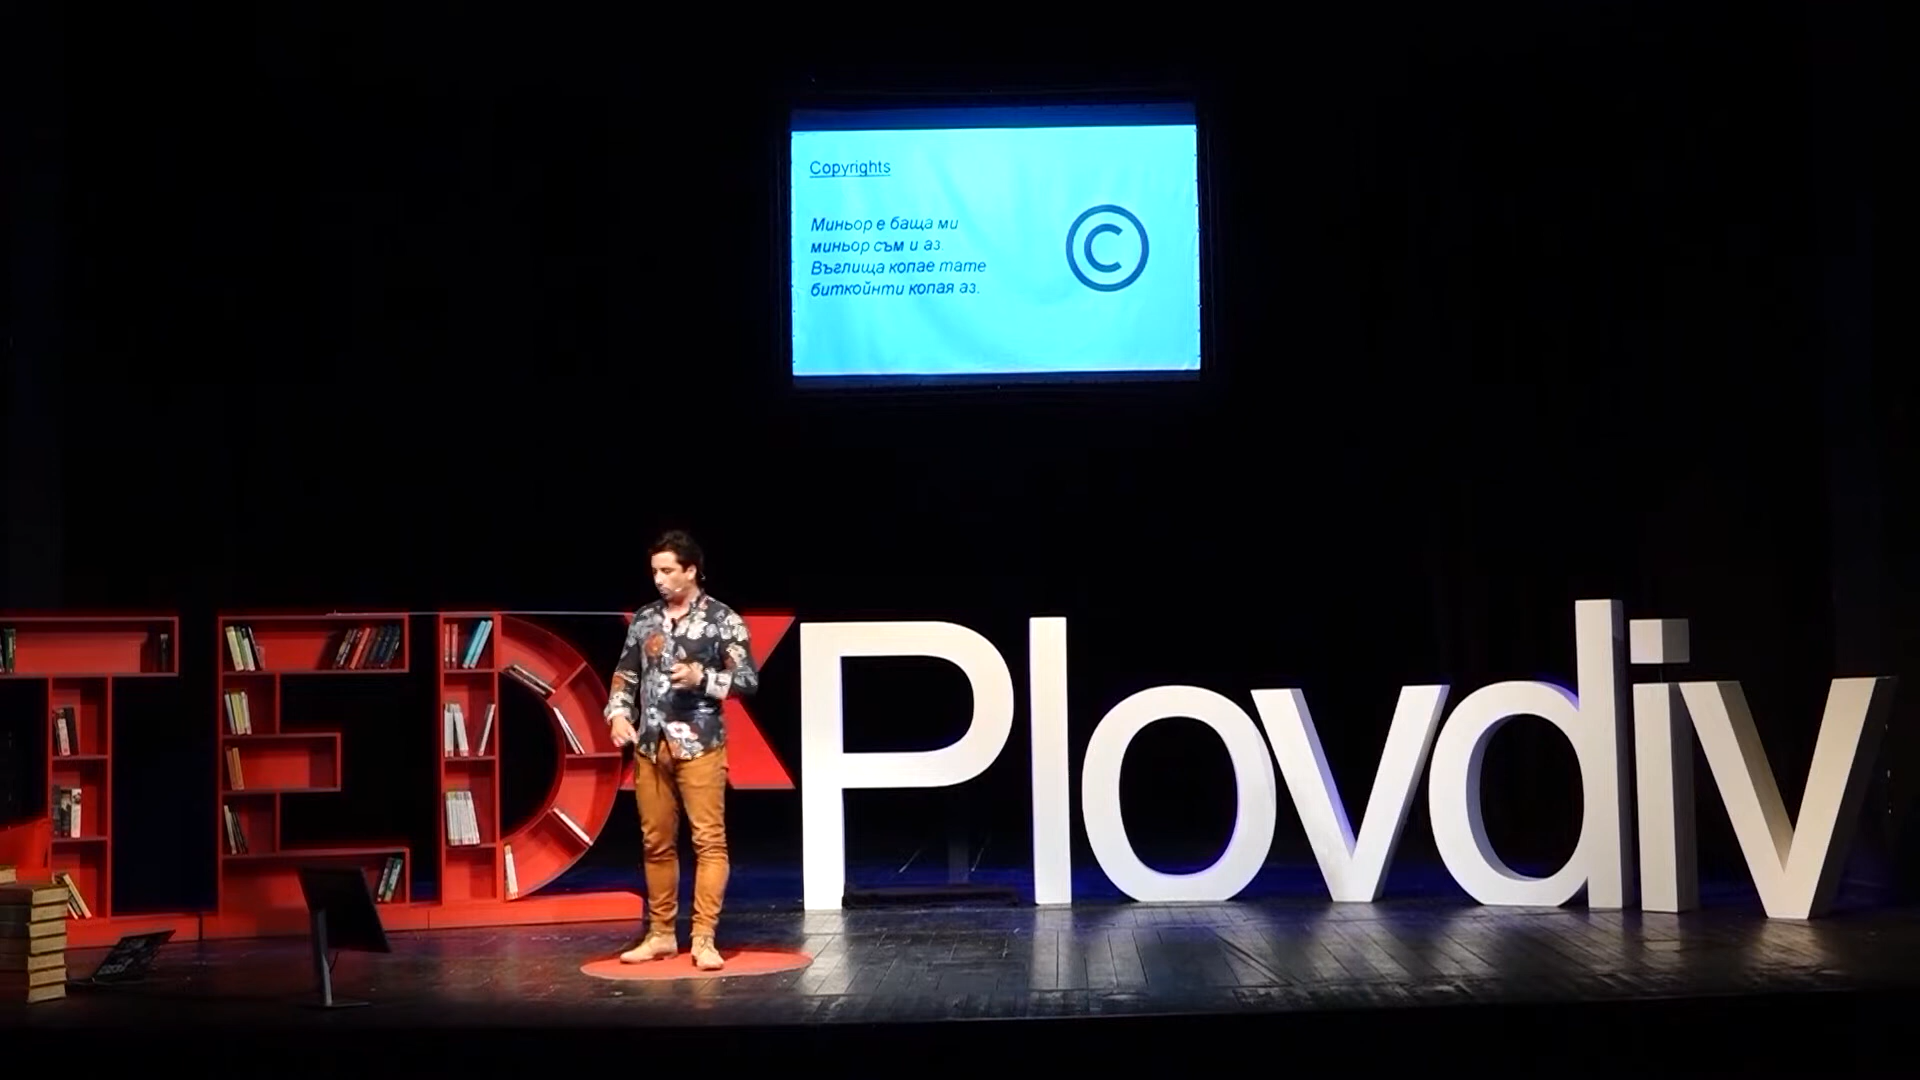 Copyrights
Миньор е баща ми
миньор съм и аз
Въглища копае тате
биткойнти копая аз.
©
TEDxPlovdiv